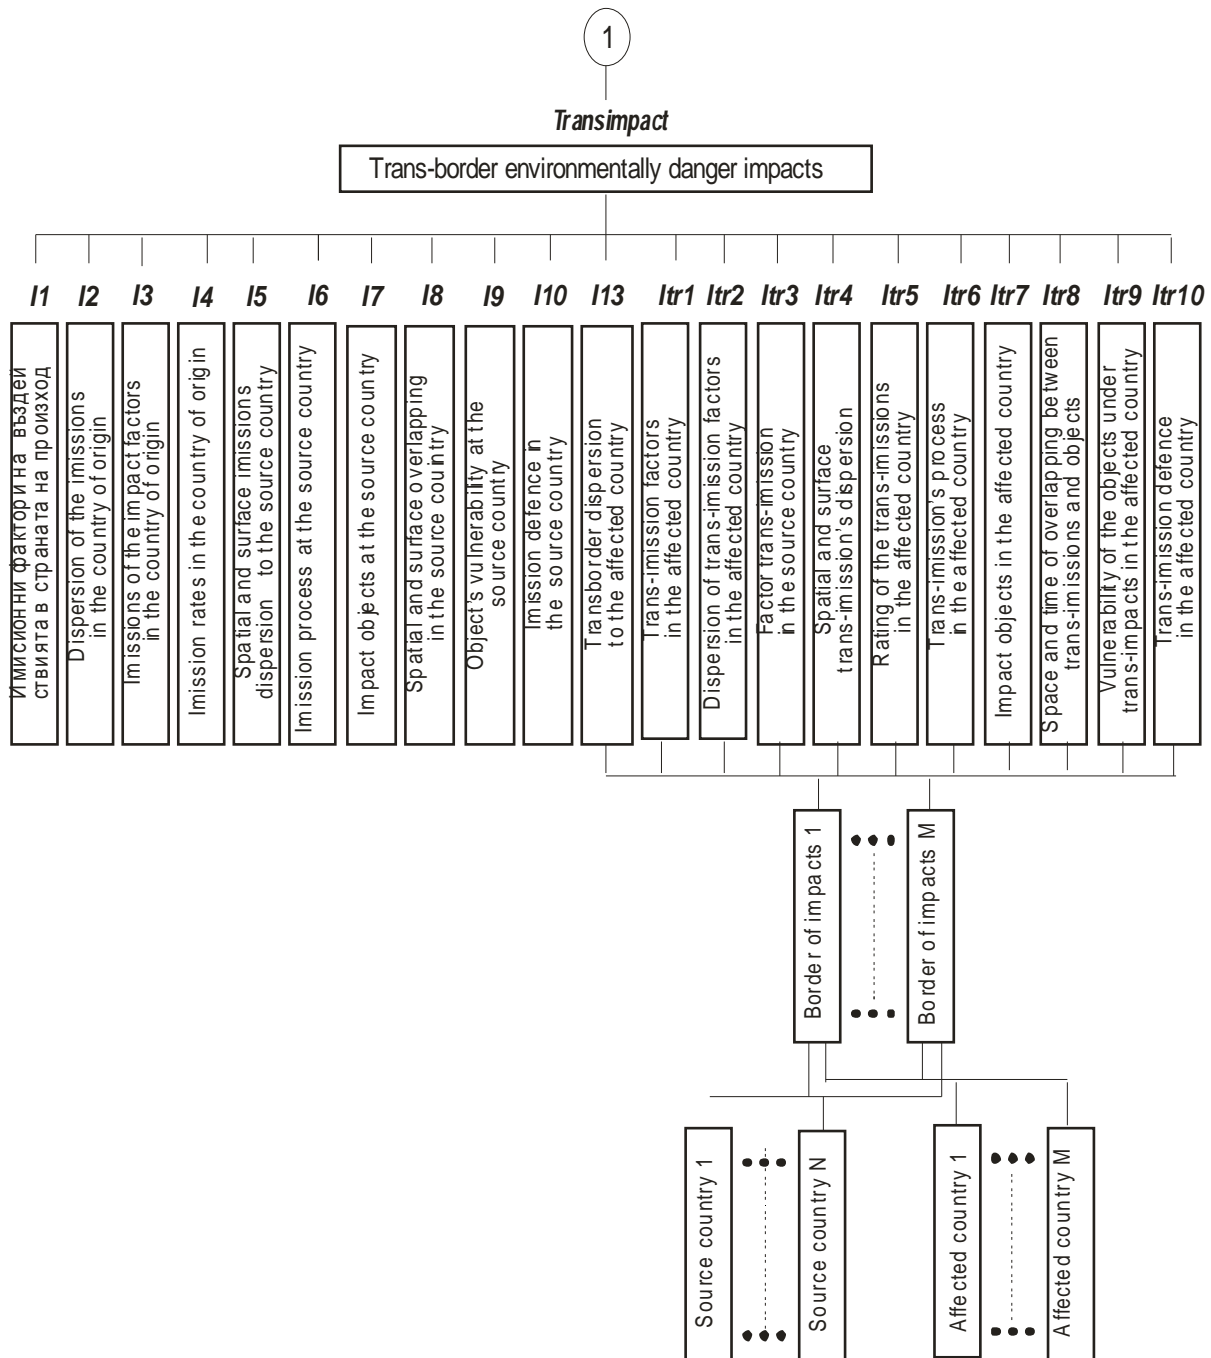 1
Transimpact
Trans-border environmentally danger impacts
I1 I2 I3 I4 I5 I6 I7 I8 I9 I10 I13 Itr1 Itr2 Itr3 Itr4 Itr5 Itr6 Itr7 Itr8 Itr9 Itr10
Имисионни фактори на въздей
ствията в страната на произход
Dispersion of the imissions
in the country of origin
Imissions of the impact factors
in the country of origin
Imission rates in the country of origin
Spatial and surface imissions
dispersion to the source country
Imission process at the source country
Impact objects at the source country
Spatial and surface overlapping
in the source country
Object's vulnerability at the
source country
Imission defence in
the source country
Transborder dispersion
to the affected country
Trans-imission factors
in the affected country
Dispersion of trans-imission factors
in the affected country
Factor trans-imission
in the source country
Spatial and surface
trans-imission's dispersion
Rating of the trans-imissions
in the affected country
Trans-imission's process
in the affected country
Impact objects in the affected country
Space and time of overlapping between
trans-imissions and objects
Vulnerability of the objects under
trans-impacts in the affected country
Trans-imission defence
in the affected country
Border of impacts 1
Border of impacts M
Source country 1
Source country N
Affected country 1
Affected country M